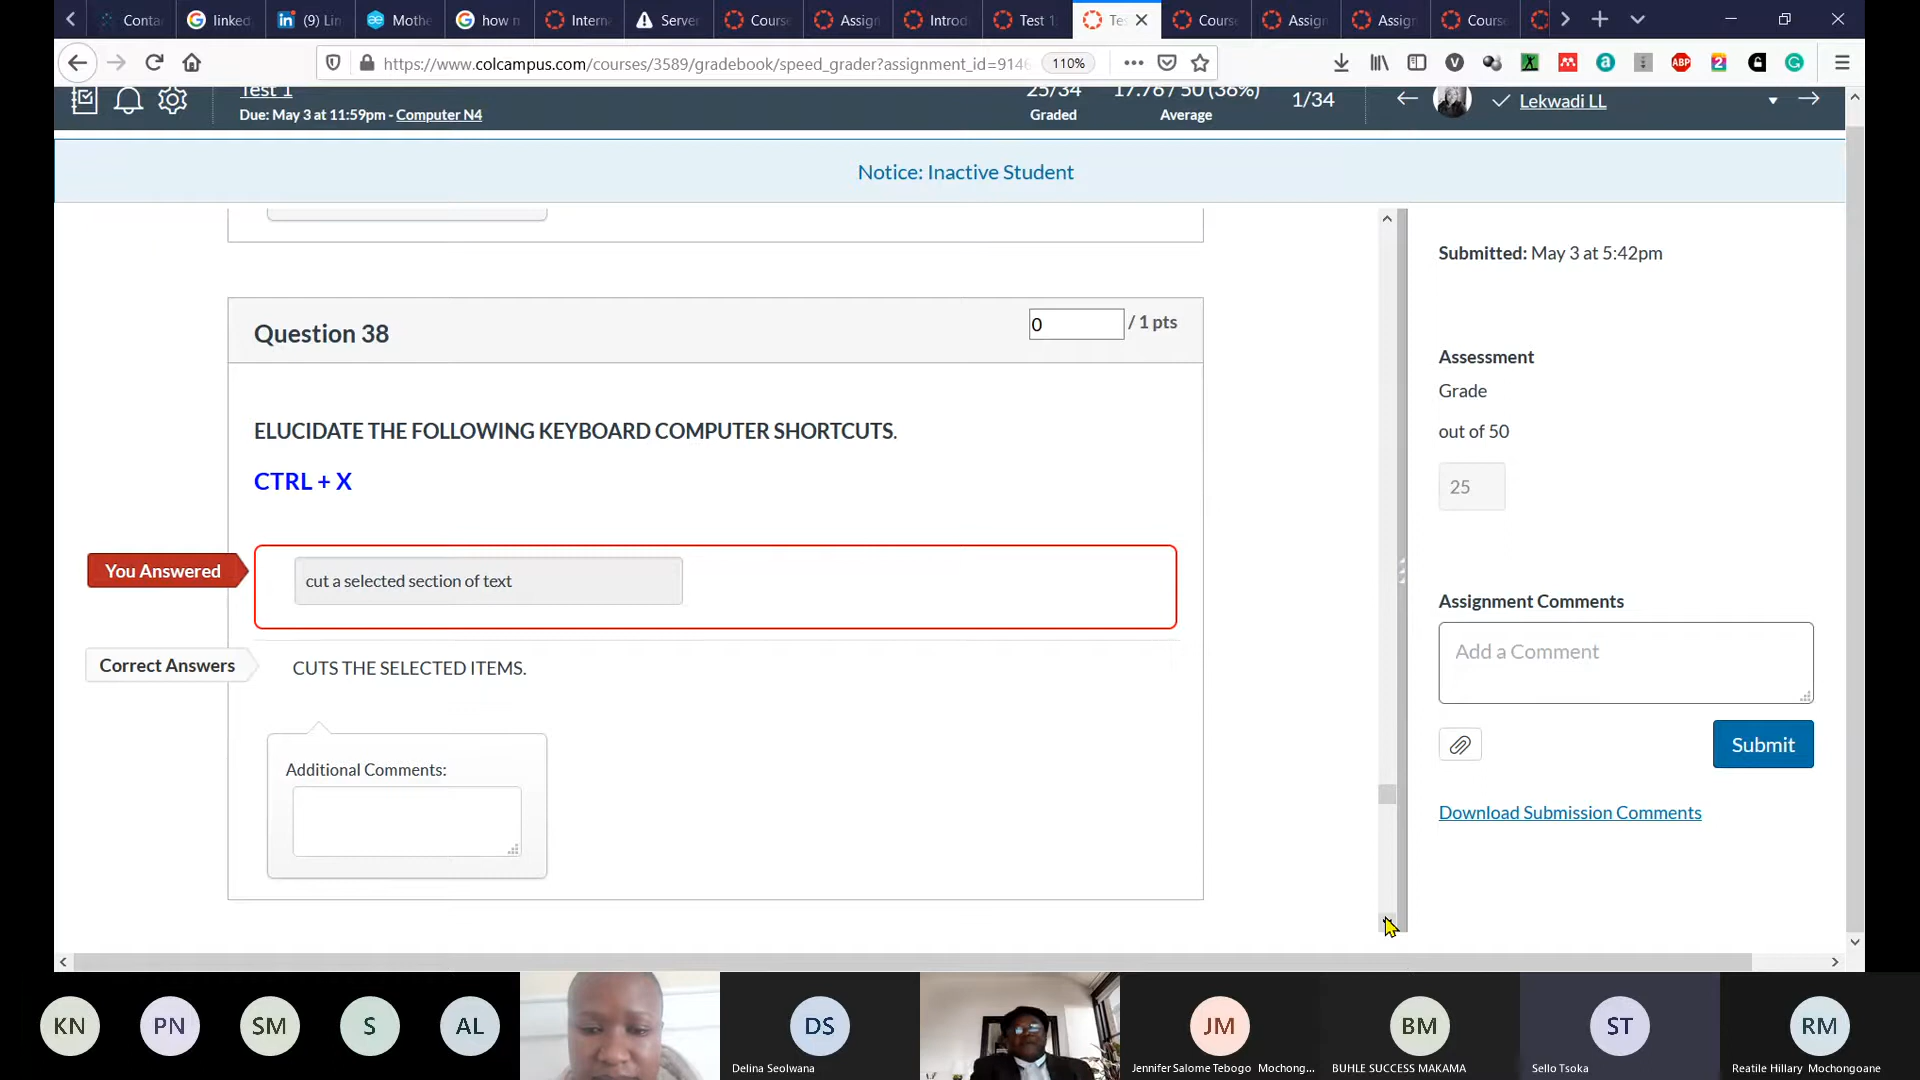 Conta
linked
(9) Lin
Mothe
how m
Intern
Server
Course
Assign
Introd
Test 1
Tes
Course
Assign
Assign
Course
https://www.colcampus.com/courses/3589/gradebook/speed_grader?assignment_id=914
110%
Test 1
Due: May 3 at 11:59pm - Computer N4
25/34
Graded
17.76 / 50 (36%)
Average
1/34
Lekwadi LL
Notice: Inactive Student
Submitted: May 3 at 5:42pm
Question 38
0 / 1 pts
ELUCIDATE THE FOLLOWING KEYBOARD COMPUTER SHORTCUTS.
CTRL + X
You Answered
cut a selected section of text
Correct Answers
CUTS THE SELECTED ITEMS.
Additional Comments:
Assessment
Grade
out of 50
25
Assignment Comments
Add a Comment
Submit
Download Submission Comments
KN
PN
SM
S
AL
DS
Delina Seolwana
JM
Jennifer Salome Tebogo Mochong...
BM
BUHLE SUCCESS MAKAMA
ST
Sello Tsoka
RM
Reatile Hillary Mochongoane